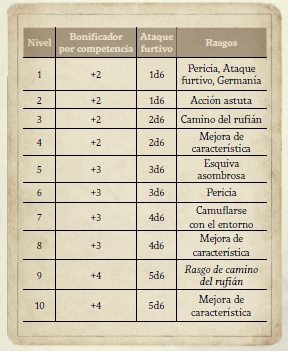 Nivel Bonificador por competencia Ataque furtivo Rasgos
1 +2 1d6 Pericia, Ataque furtivo, Germanía
2 +2 1d6 Acción astuta
3 +2 2d6 Camino del rufián
4 +2 2d6 Mejora de característica
5 +3 3d6 Esquiva asombrosa
6 +3 3d6 Pericia
7 +3 4d6 Camuflarse con el entorno
8 +3 4d6 Mejora de característica
9 +4 5d6 Rasgo de camino del rufián
10 +4 5d6 Mejora de característica